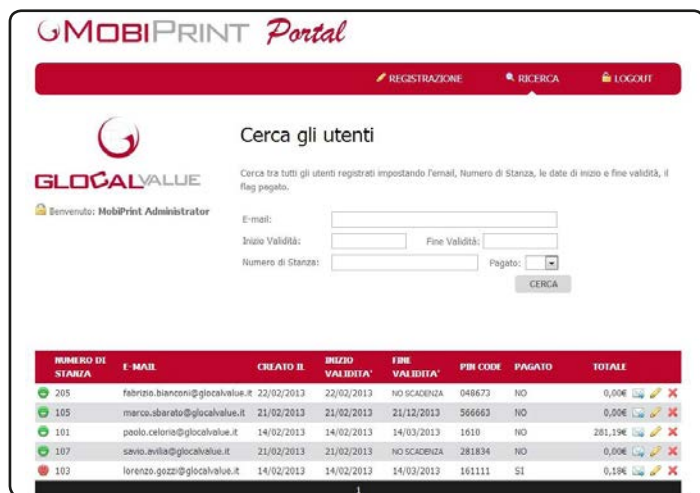 MOBIPRINT Portal
REGISTRAZIONE RICERCA LOGOUT
GLOCALVALUE
Benvenuto: MobiPrint Administrator
Cerca gli utenti
Cerca tra tutti gli utenti registrati impostando l'email, Numero di Stanza, le date di inizio e fine validità, il
flag pagato.
E-mail:
Inizio Validità: Fine Validità:
Numero di Stanza: Pagato:
CERCA
NUMERO DI STANZA E-MAIL CREATO IL INIZIO VALIDITA' FINE VALIDITA' PIN CODE PAGATO TOTALE
205 fabrizio.bianconi@glocalvalue.it 22/02/2013 22/02/2013 NO SCADENZA 048673 NO 0,00€
105 marco.sbarato@glocalvalue.it 21/02/2013 21/02/2013 21/12/2013 566663 NO 0,00€
101 paolo.celoria@glocalvalue.it 14/02/2013 14/02/2013 14/03/2013 1610 NO 281,19€
107 savio.avilia@glocalvalue.it 21/02/2013 21/02/2013 NO SCADENZA 281834 NO 0,00€
103 lorenzo.gozzi@glocalvalue.it 14/02/2013 14/02/2013 14/03/2013 161111 SI 0,18€
1